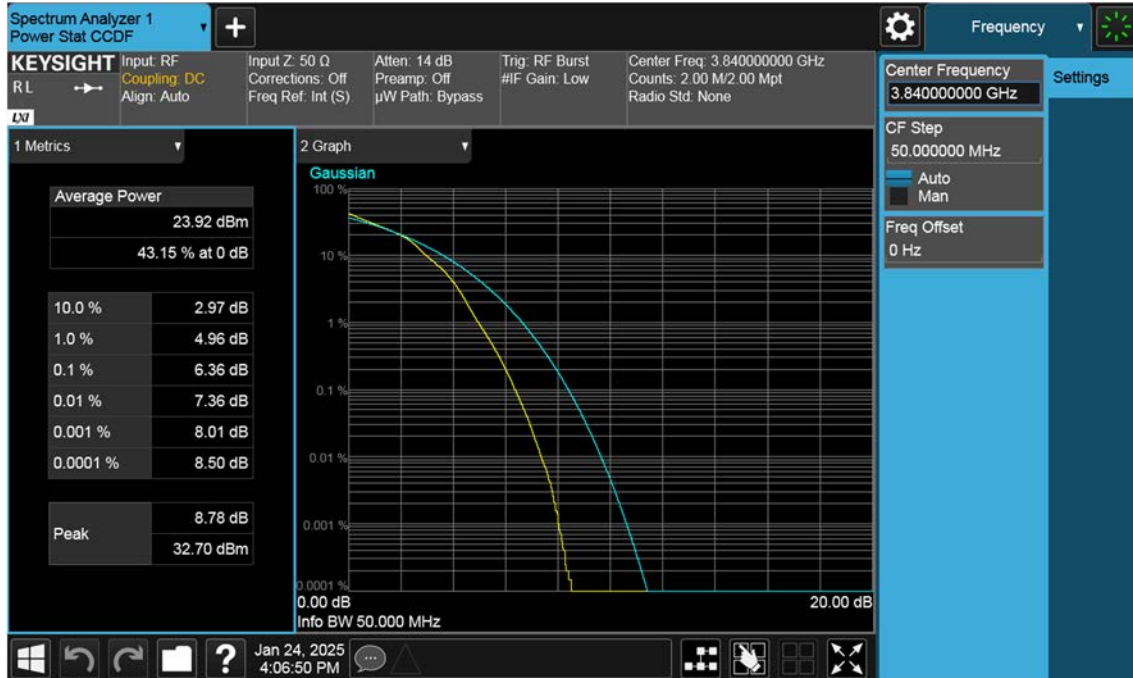 Spectrum Analyzer 1
Power Stat CCDF
Frequency
KEYSIGHT
R L
LXI
Input: RF
Coupling: DC
Align: Auto
Input Z: 50 Ω
Corrections: Off
Freq Ref: Int (S)
Atten: 14 dB
Preamp: Off
µW Path: Bypass
Trig: RF Burst
#IF Gain: Low
Center Freq: 3.840000000 GHz
Counts: 2.00 M/2.00 Mpt
Radio Std: None
Center Frequency
3.840000000 GHz
Settings
CF Step
50.000000 MHz
Auto
Man
Freq Offset
0 Hz
1 Metrics
Average Power
23.92 dBm
43.15 % at 0 dB
10.0 % 2.97 dB
1.0 % 4.96 dB
0.1 % 6.36 dB
0.01 % 7.36 dB
0.001 % 8.01 dB
0.0001 % 8.50 dB
Peak
8.78 dB
32.70 dBm
2 Graph
Gaussian
100 %
10 %
1 %
0.1 %
0.01 %
0.001 %
0.0001 %
0.00 dB 20.00 dB
Info BW 50.000 MHz
?
Jan 24, 2025
4:06:50 PM